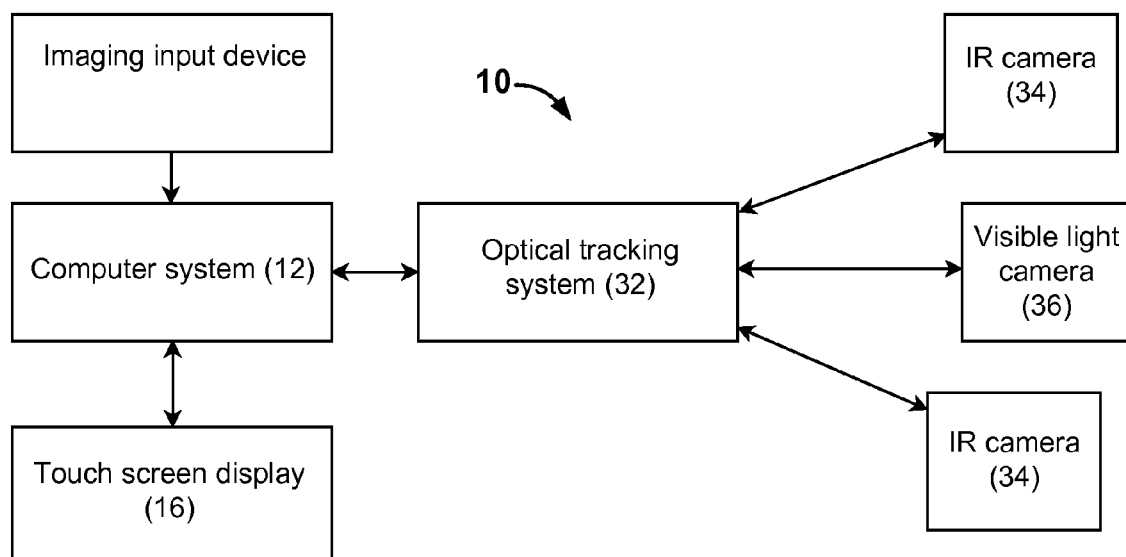 Imaging input device
10
IR camera
(34)
Computer system (12)
Optical tracking
system (32)
Visible light
camera
(36)
Touch screen display
(16)
IR camera
(34)